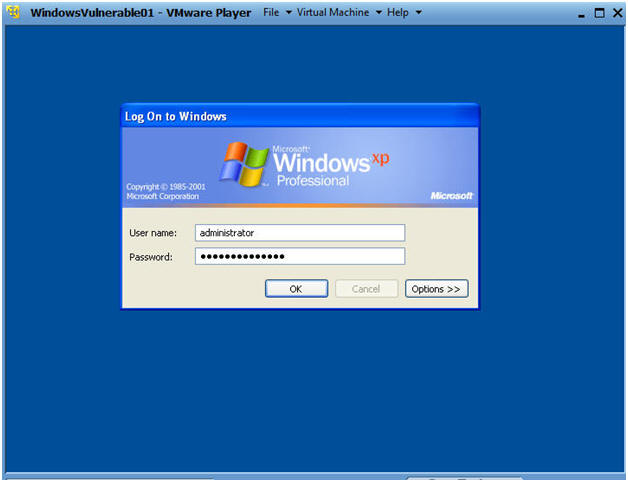 WindowsVulnerable01 - VMware Player File Virtual Machine Help
Log On to Windows
Microsoft®
Windows xp
Professional
Copyright © 1985-2001
Microsoft Corporation
Microsoft
User name: administrator
Password: ●●●●●●●●●●●●●●
OK Cancel Options >>